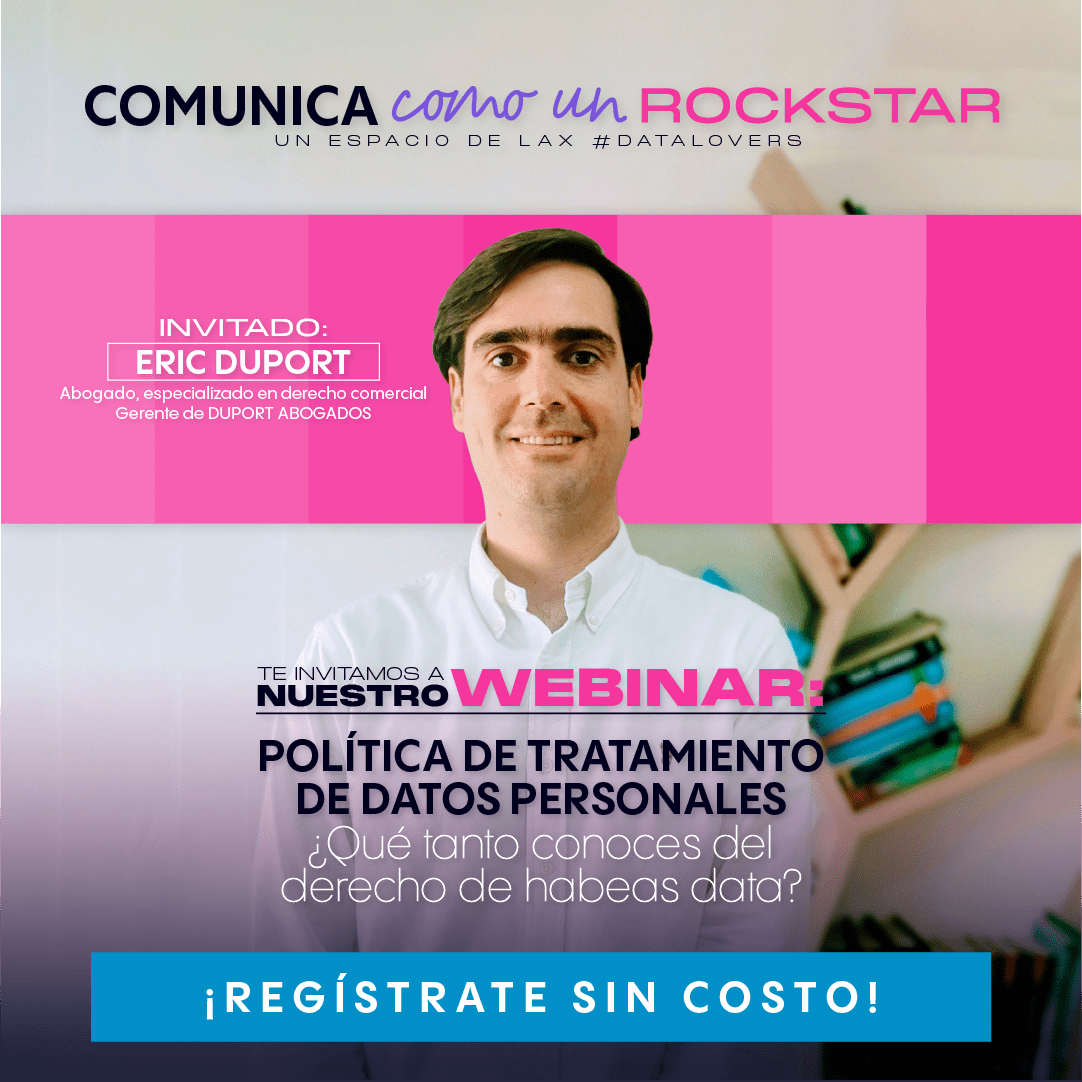 COMUNICA como un ROCKSTAR
UN ESPACIO DE LAX #DATALOVERS
INVITADO:
ERIC DUPORT
Abogado, especializado en derecho comercial
Gerente de DUPORT ABOGADOS
TE INVITAMOS A
NUESTRO WEBINAR:
POLÍTICA DE TRATAMIENTO
DE DATOS PERSONALES
¿Qué tanto conoces del
derecho de habeas data?
¡REGÍSTRATE SIN COSTO!